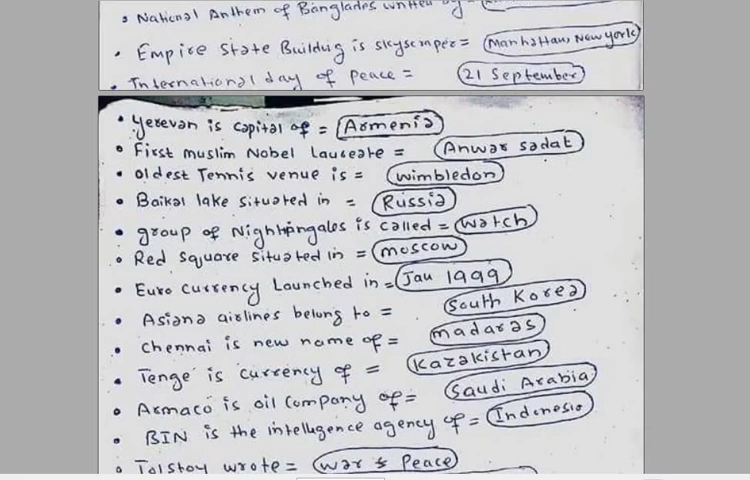 • National Anthem of Banglades written by =
• Empire State Buildug is skyscraper = Manhattan, New york
• International day of peace = 21 September
• Yerevan is capital of = Armenia
• First muslim Nobel Laureate = Anwar sadat
• Oldest Tennis venue is = wimbledon
• Baikal lake situated in = Russia
• group of Nightingales is called = watch
• Red Square situated in = moscow
• Euro currency Launched in = Jan 1999
• Asiana airlines belong to = South Korea
• Chennai is new name of = madaras
• Tenge is currency of = Kazakistan
• Armaco is oil company of = Saudi Arabia
• BIN is the intellegence agency of = Indonesia
• Tolstoy wrote = war & Peace